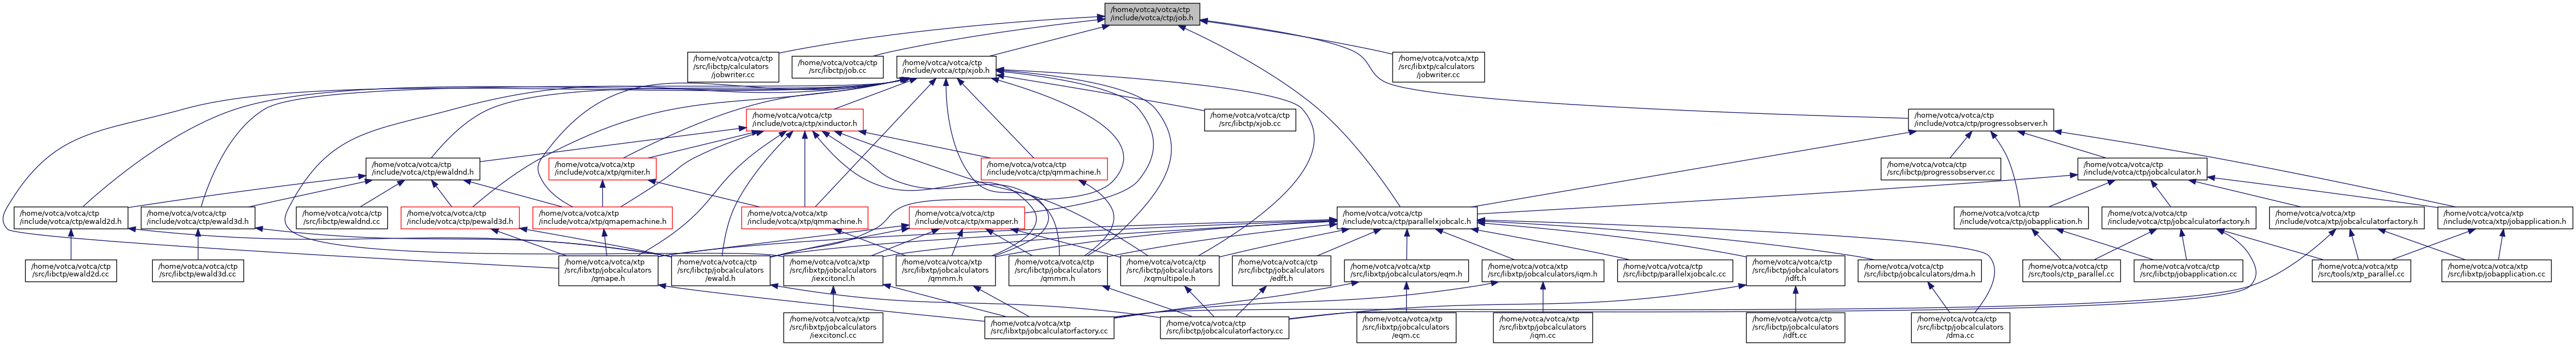 /home/votca/votca/ctp
/include/votca/ctp/job.h
/home/votca/votca/ctp
/src/libctp/calculators
/jobwriter.cc
/home/votca/votca/ctp
/src/libctp/job.cc
/home/votca/votca/ctp
/include/votca/ctp/xjob.h
/home/votca/votca/xtp
/src/libxtp/calculators
/jobwriter.cc
/home/votca/votca/ctp
/include/votca/ctp/xinductor.h
/home/votca/votca/ctp
/src/libctp/xjob.cc
/home/votca/votca/ctp
/include/votca/ctp/progressobserver.h
/home/votca/votca/ctp
/include/votca/ctp/ewaldnd.h
/home/votca/votca/xtp
/include/votca/xtp/qmiter.h
/home/votca/votca/ctp
/include/votca/ctp/qmmachine.h
/home/votca/votca/ctp
/src/libctp/progressobserver.cc
/home/votca/votca/ctp
/include/votca/ctp/jobcalculator.h
/home/votca/votca/ctp
/include/votca/ctp/ewald2d.h
/home/votca/votca/ctp
/include/votca/ctp/ewald3d.h
/home/votca/votca/ctp
/src/libctp/ewaldnd.cc
/home/votca/votca/ctp
/include/votca/ctp/pewald3d.h
/home/votca/votca/xtp
/include/votca/xtp/qmapemachine.h
/home/votca/votca/xtp
/include/votca/xtp/qmmachine.h
/home/votca/votca/ctp
/include/votca/ctp/xmapper.h
/home/votca/votca/ctp
/include/votca/ctp/parallelxjobcalc.h
/home/votca/votca/ctp
/include/votca/ctp/jobapplication.h
/home/votca/votca/ctp
/include/votca/ctp/jobcalculatorfactory.h
/home/votca/votca/xtp
/include/votca/xtp/jobcalculatorfactory.h
/home/votca/votca/xtp
/include/votca/xtp/jobapplication.h
/home/votca/votca/ctp
/src/libctp/ewald2d.cc
/home/votca/votca/ctp
/src/libctp/ewald3d.cc
/home/votca/votca/xtp
/src/libxtp/jobcalculators
/qmape.h
/home/votca/votca/ctp
/src/libctp/jobcalculators
/ewald.h
/home/votca/votca/xtp
/src/libxtp/jobcalculators
/iexcitoncl.h
/home/votca/votca/xtp
/src/libxtp/jobcalculators
/qmmm.h
/home/votca/votca/ctp
/src/libctp/jobcalculators
/qmmm.h
/home/votca/votca/ctp
/src/libctp/jobcalculators
/xqmultipole.h
/home/votca/votca/ctp
/src/libctp/jobcalculators
/edft.h
/home/votca/votca/xtp
/src/libxtp/jobcalculators/eqm.h
/home/votca/votca/xtp
/src/libxtp/jobcalculators/iqm.h
/home/votca/votca/ctp
/src/libctp/parallelxjobcalc.cc
/home/votca/votca/ctp
/src/libctp/jobcalculators
/idft.h
/home/votca/votca/ctp
/src/libctp/jobcalculators/dma.h
/home/votca/votca/ctp
/src/tools/ctp_parallel.cc
/home/votca/votca/ctp
/src/libctp/jobapplication.cc
/home/votca/votca/xtp
/src/tools/xtp_parallel.cc
/home/votca/votca/xtp
/src/libxtp/jobapplication.cc
/home/votca/votca/xtp
/src/libxtp/jobcalculators
/iexcitoncl.cc
/home/votca/votca/xtp
/src/libxtp/jobcalculatorfactory.cc
/home/votca/votca/ctp
/src/libctp/jobcalculatorfactory.cc
/home/votca/votca/xtp
/src/libxtp/jobcalculators
/eqm.cc
/home/votca/votca/xtp
/src/libxtp/jobcalculators
/iqm.cc
/home/votca/votca/ctp
/src/libctp/jobcalculators
/idft.cc
/home/votca/votca/ctp
/src/libctp/jobcalculators
/dma.cc